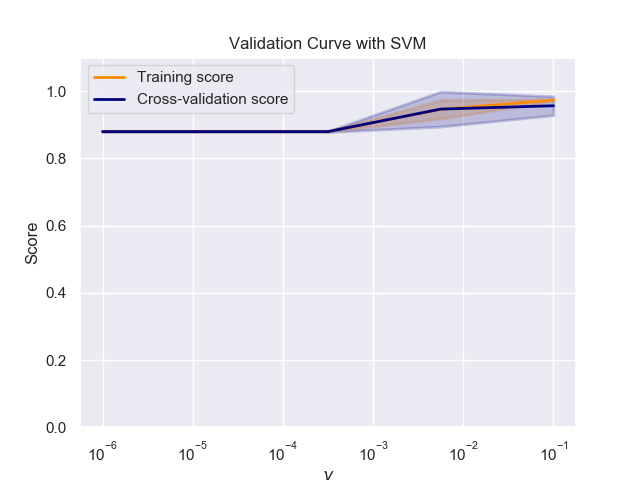 Validation Curve with SVM
Training score
Cross-validation score
1.0
0.8
0.6
0.4
0.2
0.0
Score
10⁻⁶ 10⁻⁵ 10⁻⁴ 10⁻³ 10⁻² 10⁻¹
v